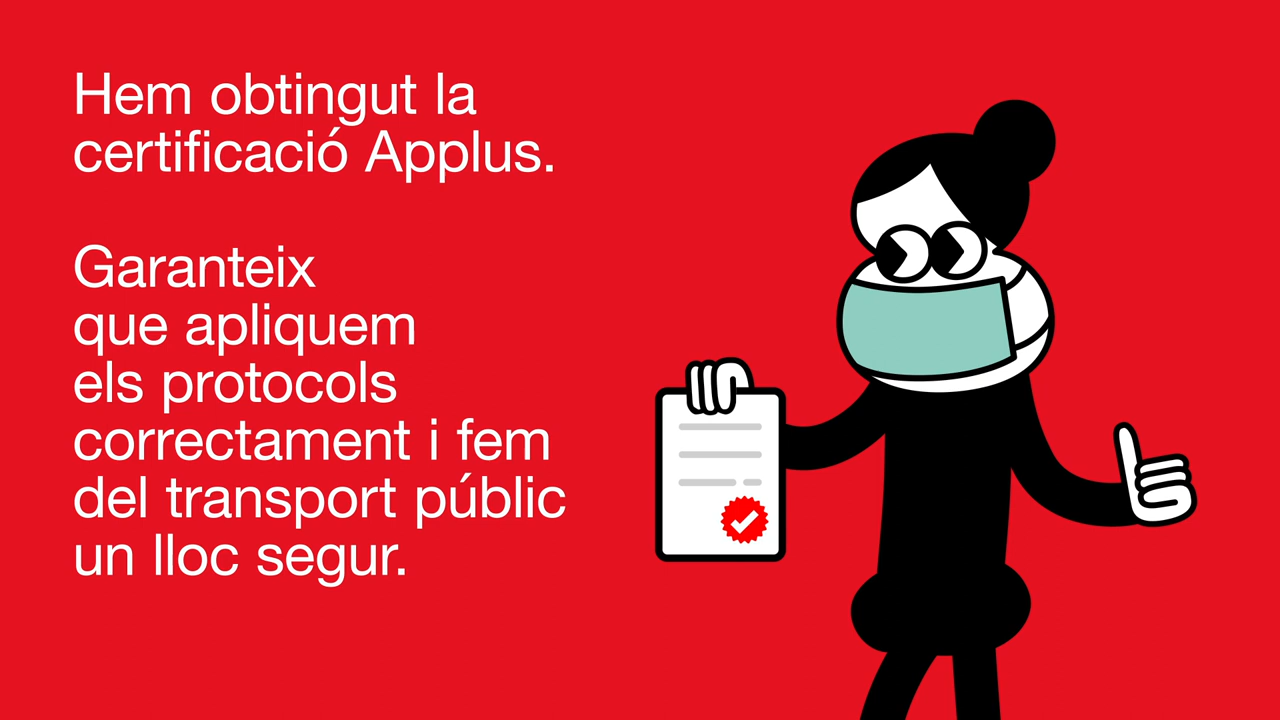 Hem obtingut la
certificació Applus.
Garanteix
que apliquem
els protocols
correctament i fem
del transport públic
un lloc segur.